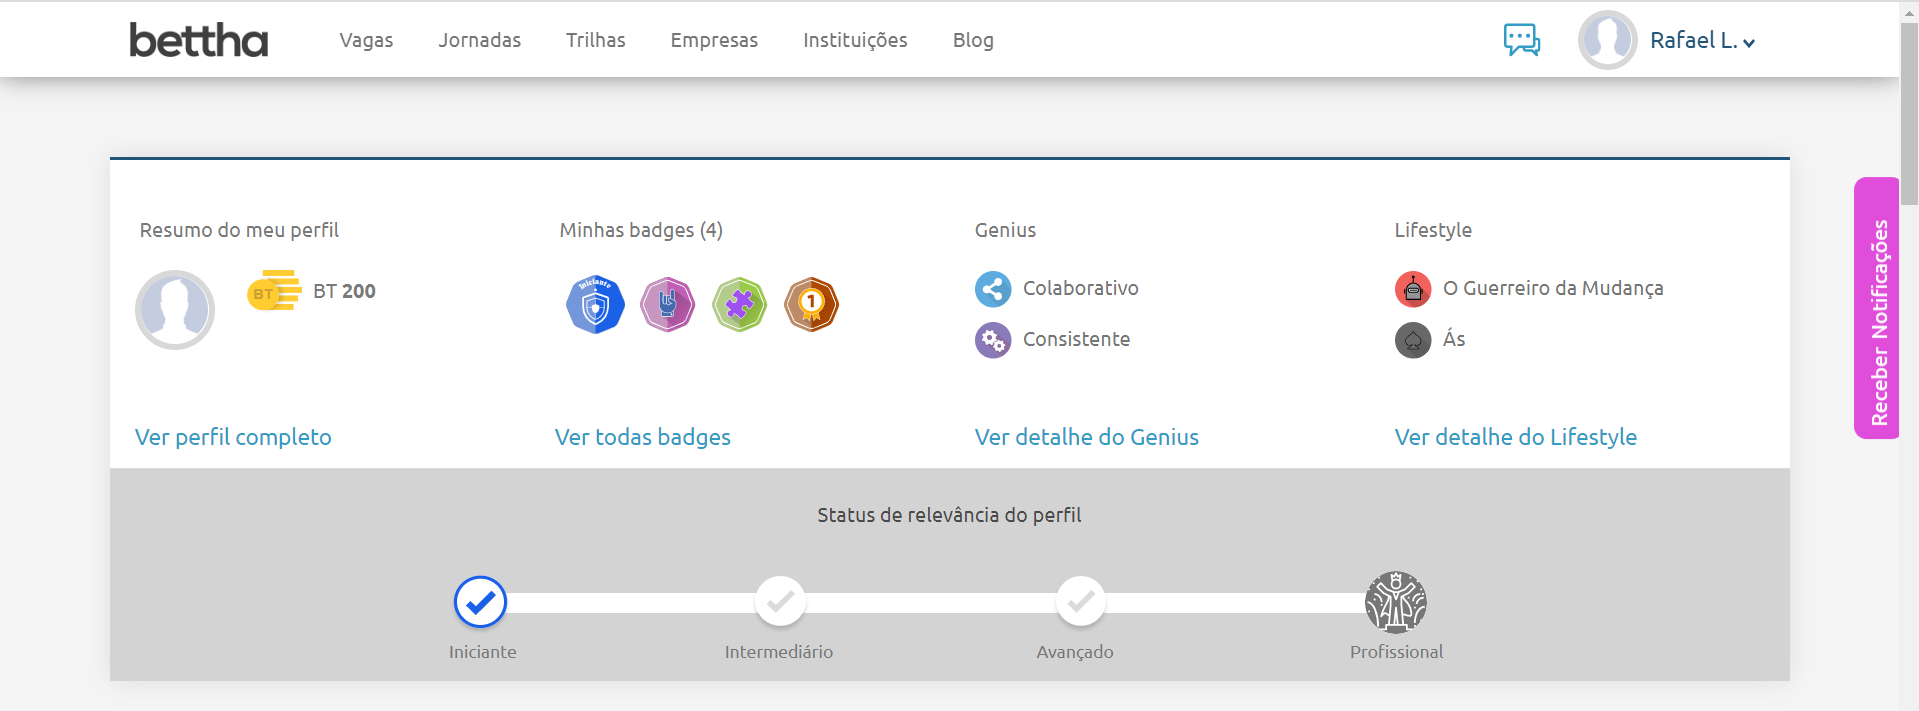 bettha
Vagas
Jornadas
Trilhas
Empresas
Instituições
Blog
Rafael L.
Resumo do meu perfil
BT
BT 200
Ver perfil completo
Minhas badges (4)
Iniciante
1
Ver todas badges
Genius
Colaborativo
Consistente
Ver detalhe do Genius
Lifestyle
O Guerreiro da Mudança
Ás
Ver detalhe do Lifestyle
Receber Notificações
Status de relevância do perfil
Iniciante
Intermediário
Avançado
Profissional